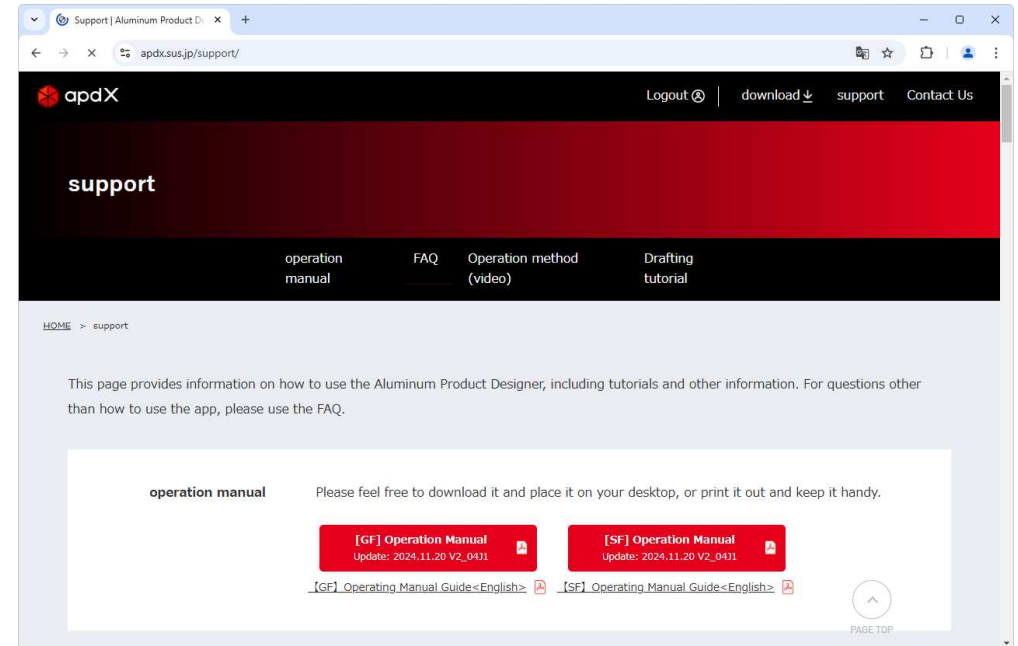 Support | Aluminum Product D
apdx.sus.jp/support/
apdX
Logout
download
support
Contact Us
support
operation
manual
FAQ
Operation method
(video)
Drafting
tutorial
HOME > support
This page provides information on how to use the Aluminum Product Designer, including tutorials and other information. For questions other
than how to use the app, please use the FAQ.
operation manual
Please feel free to download it and place it on your desktop, or print it out and keep it handy.
[GF] Operation Manual
Update: 2024.11.20 V2_04J1
[SF] Operation Manual
Update: 2024.11.20 V2_04J1
【GF】Operating Manual Guide<English>
【SF】Operating Manual Guide<English>
PAGE TOP